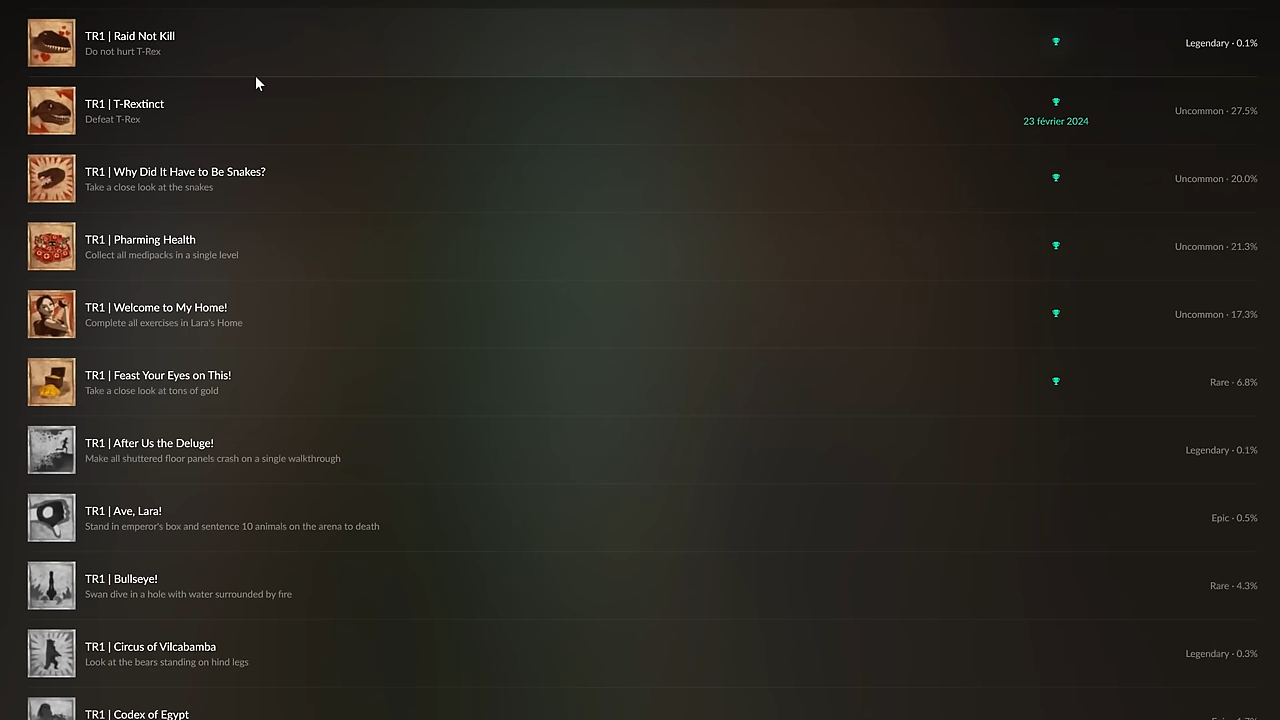 TR1 | Raid Not Kill
Do not hurt T-Rex
Legendary · 0.1%
TR1 | T-Rextinct
Defeat T-Rex
23 février 2024
Uncommon · 27.5%
TR1 | Why Did It Have to Be Snakes?
Take a close look at the snakes
Uncommon · 20.0%
TR1 | Pharming Health
Collect all medipacks in a single level
Uncommon · 21.3%
TR1 | Welcome to My Home!
Complete all exercises in Lara's Home
Uncommon · 17.3%
TR1 | Feast Your Eyes on This!
Take a close look at tons of gold
Rare · 6.8%
TR1 | After Us the Deluge!
Make all shuttered floor panels crash on a single walkthrough
Legendary · 0.1%
TR1 | Ave, Lara!
Stand in emperor's box and sentence 10 animals on the arena to death
Epic · 0.5%
TR1 | Bullseye!
Swan dive in a hole with water surrounded by fire
Rare · 4.3%
TR1 | Circus of Vilcabamba
Look at the bears standing on hind legs
Legendary · 0.3%
TR1 | Codex of Egypt